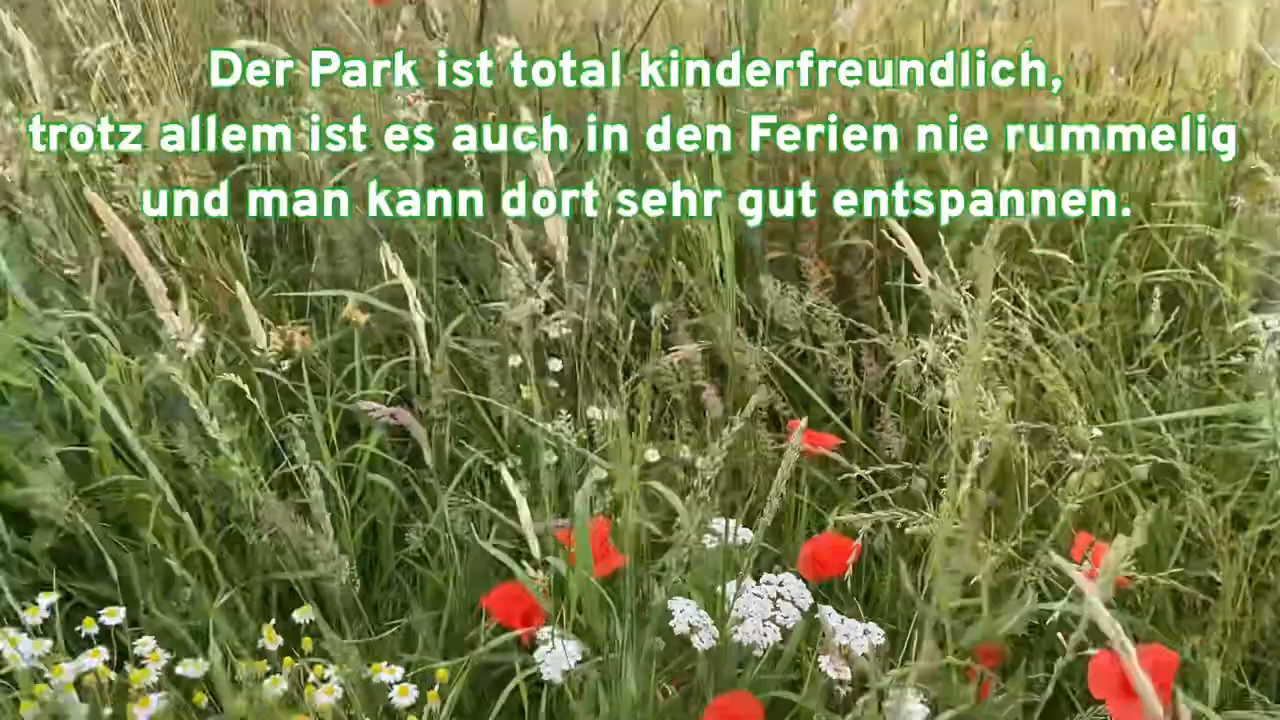 Der Park ist total kinderfreundlich,
trotz allem ist es auch in den Ferien nie rummelig
und man kann dort sehr gut entspannen.